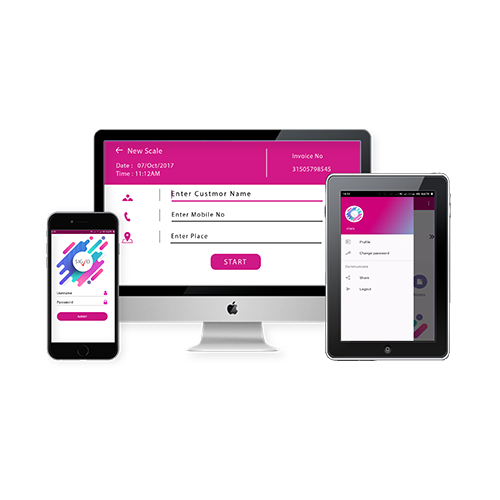 New Scale
Date : 07/Oct/2017
Time : 11:12AM
Invoice No
31505798545
Enter Custmor Name
Enter Mobile No
Enter Place
START
Username
Password
SUBMIT
Profile
Change password
Communicate
Share
Logout